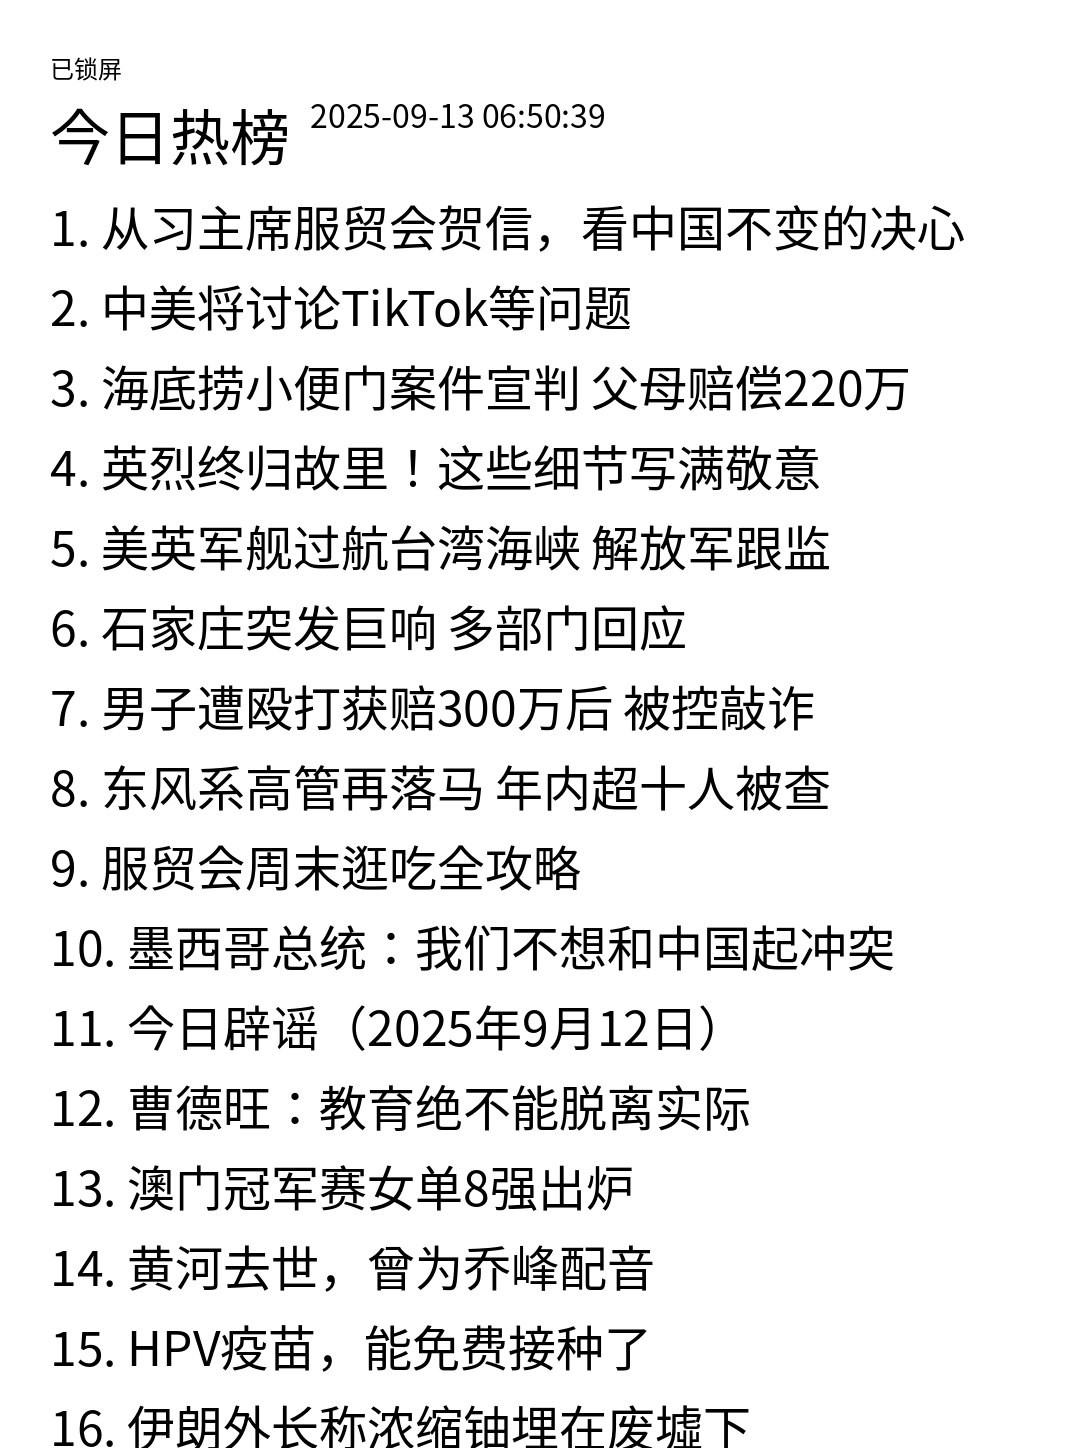 已锁屏
今日热榜 2025-09-13 06:50:39
1. 从习主席服贸会贺信，看中国不变的决心
2. 中美将讨论TikTok等问题
3. 海底捞小便门案件宣判 父母赔偿220万
4. 英烈终归故里！这些细节写满敬意
5. 美英军舰过航台湾海峡 解放军跟监
6. 石家庄突发巨响 多部门回应
7. 男子遭殴打获赔300万后 被控敲诈
8. 东风系高管再落马 年内超十人被查
9. 服贸会周末逛吃全攻略
10. 墨西哥总统：我们不想和中国起冲突
11. 今日辟谣（2025年9月12日）
12. 曹德旺：教育绝不能脱离实际
13. 澳门冠军赛女单8强出炉
14. 黄河去世，曾为乔峰配音
15. HPV疫苗，能免费接种了
16. 伊朗外长称浓缩铀埋在废墟下